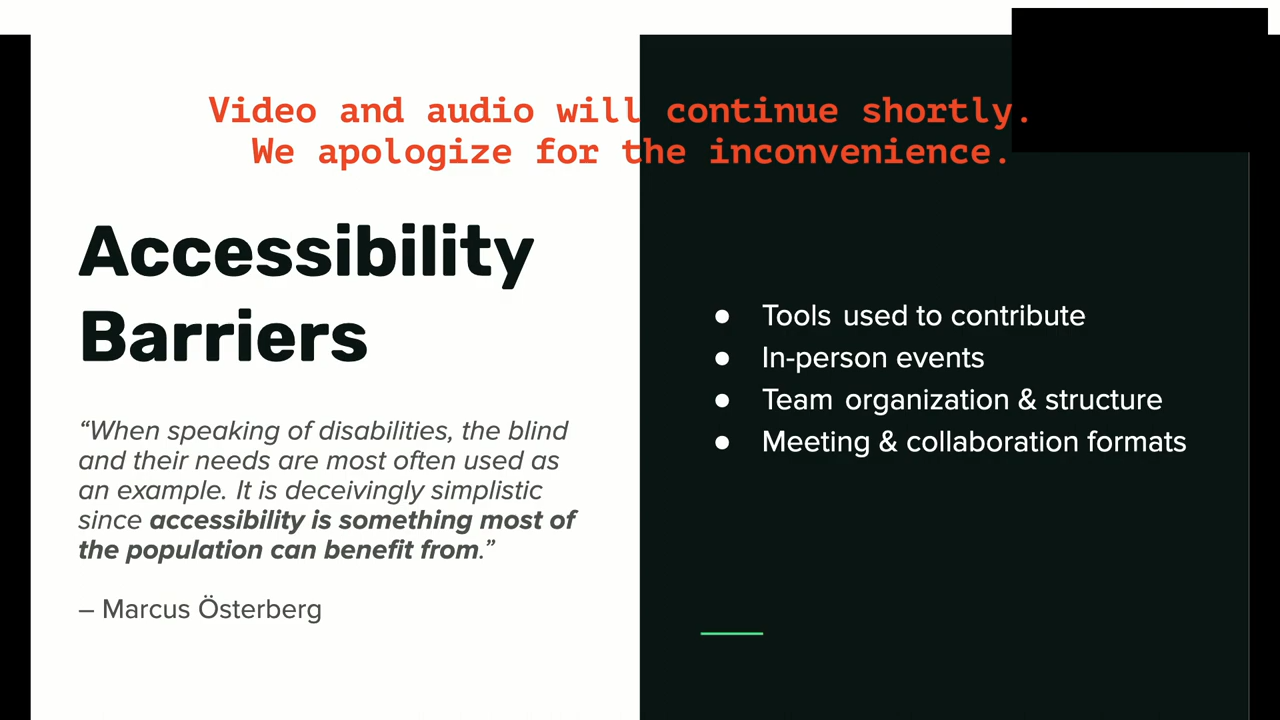 Video and audio will continue shortly.
We apologize for the inconvenience.
Accessibility
Barriers
“When speaking of disabilities, the blind
and their needs are most often used as
an example. It is deceivingly simplistic
since accessibility is something most of
the population can benefit from.”
– Marcus Österberg
● Tools used to contribute
● In-person events
● Team organization & structure
● Meeting & collaboration formats